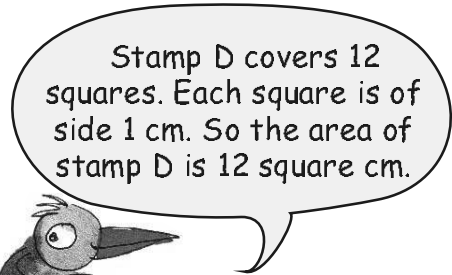 Stamp D covers 12
squares. Each square is of
side 1 cm. So the area of
stamp D is 12 square cm.